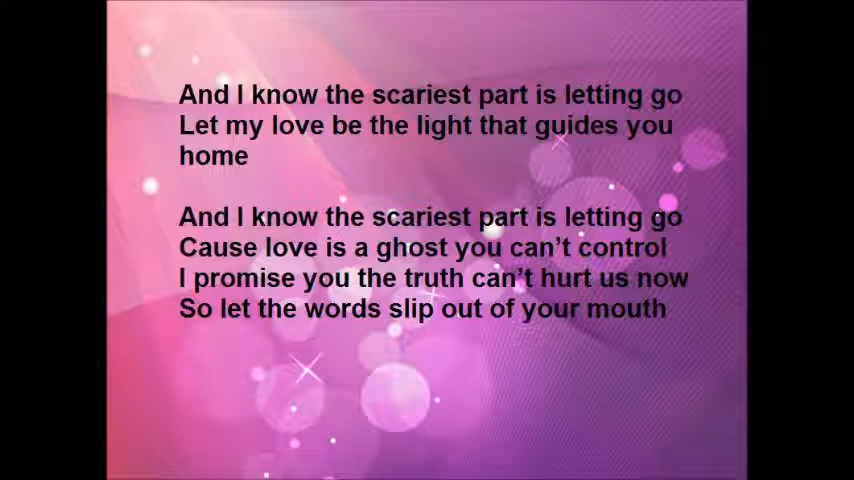 And I know the scariest part is letting go
Let my love be the light that guides you
home
And I know the scariest part is letting go
Cause love is a ghost you can’t control
I promise you the truth can’t hurt us now
So let the words slip out of your mouth